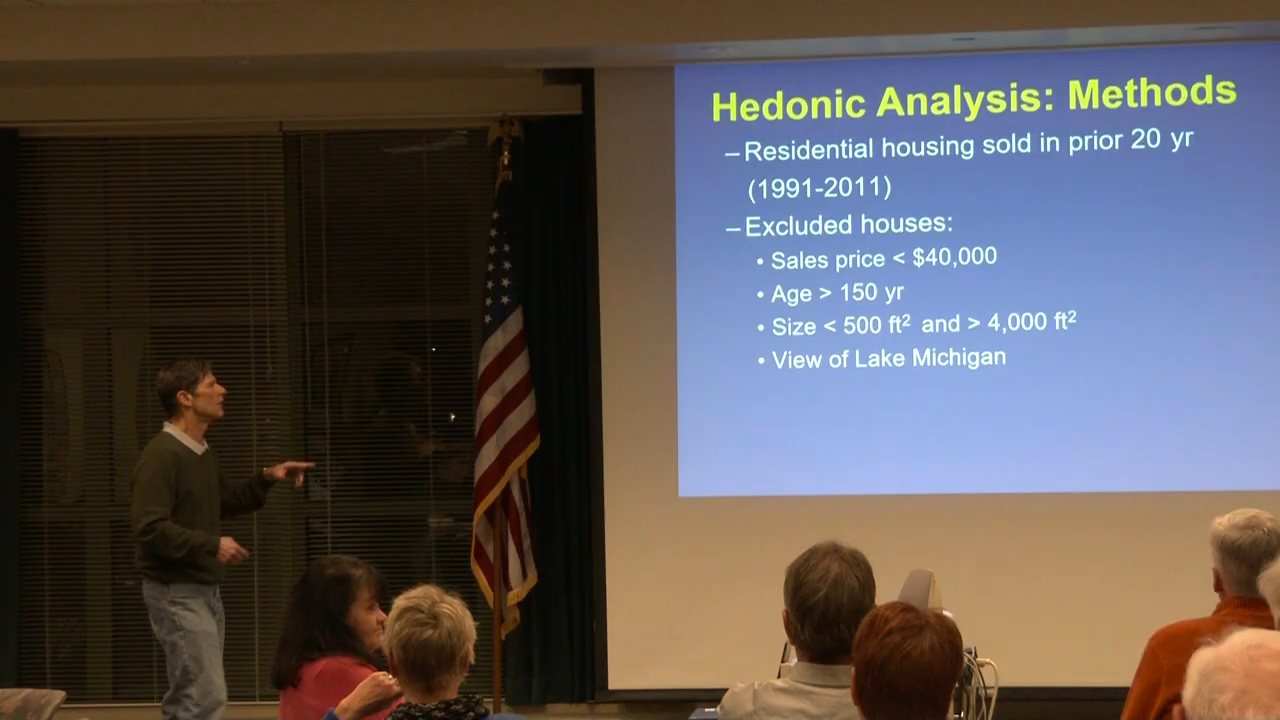 Hedonic Analysis: Methods
–Residential housing sold in prior 20 yr
(1991-2011)
–Excluded houses:
• Sales price < $40,000
• Age > 150 yr
• Size < 500 ft² and > 4,000 ft²
• View of Lake Michigan